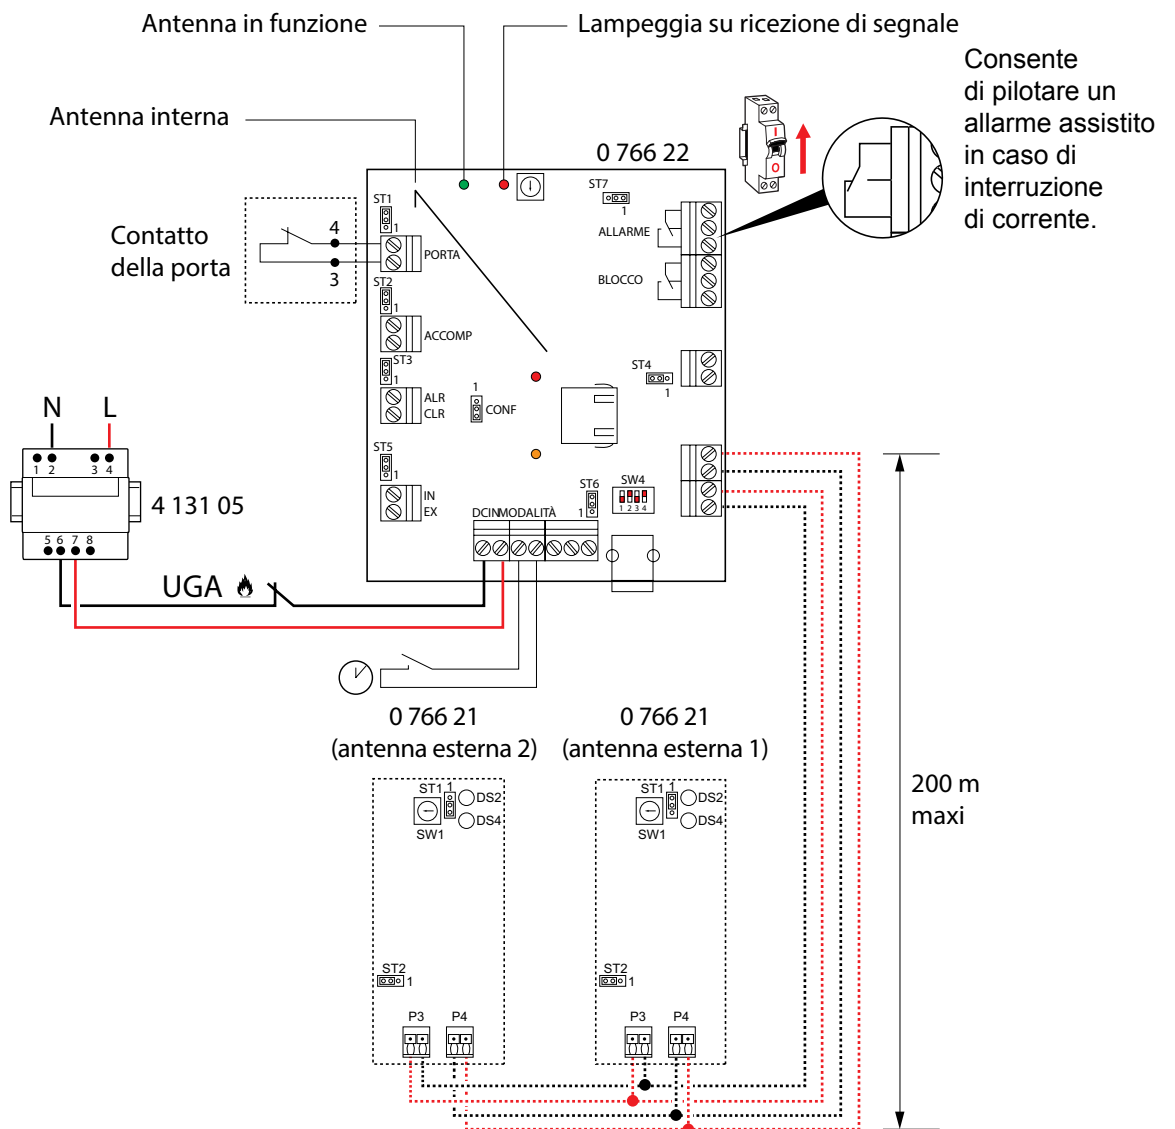 Antenna in funzione
Lampeggia su ricezione di segnale
Antenna interna
Consente
di pilotare un
allarme assistito
in caso di
interruzione
di corrente.
I
O
0 766 22
ST1
1
ST7
1
Contatto
della porta
4
3
PORTA
ALLARME
ST2
1
BLOCCO
ACCOMP
ST3
1
ST4
1
ALR
CLR
1
CONF
N L
1 2 3 4
4 131 05
5 6 7 8
ST5
1
IN
EX
ST6
1
SW4
1 2 3 4
DCIN
MODALITÀ
UGA
0 766 21
(antenna esterna 2)
0 766 21
(antenna esterna 1)
200 m
maxi
ST1 1
DS2
DS4
SW1
ST2
1
P3 P4
ST1 1
DS2
DS4
SW1
ST2
1
P3 P4